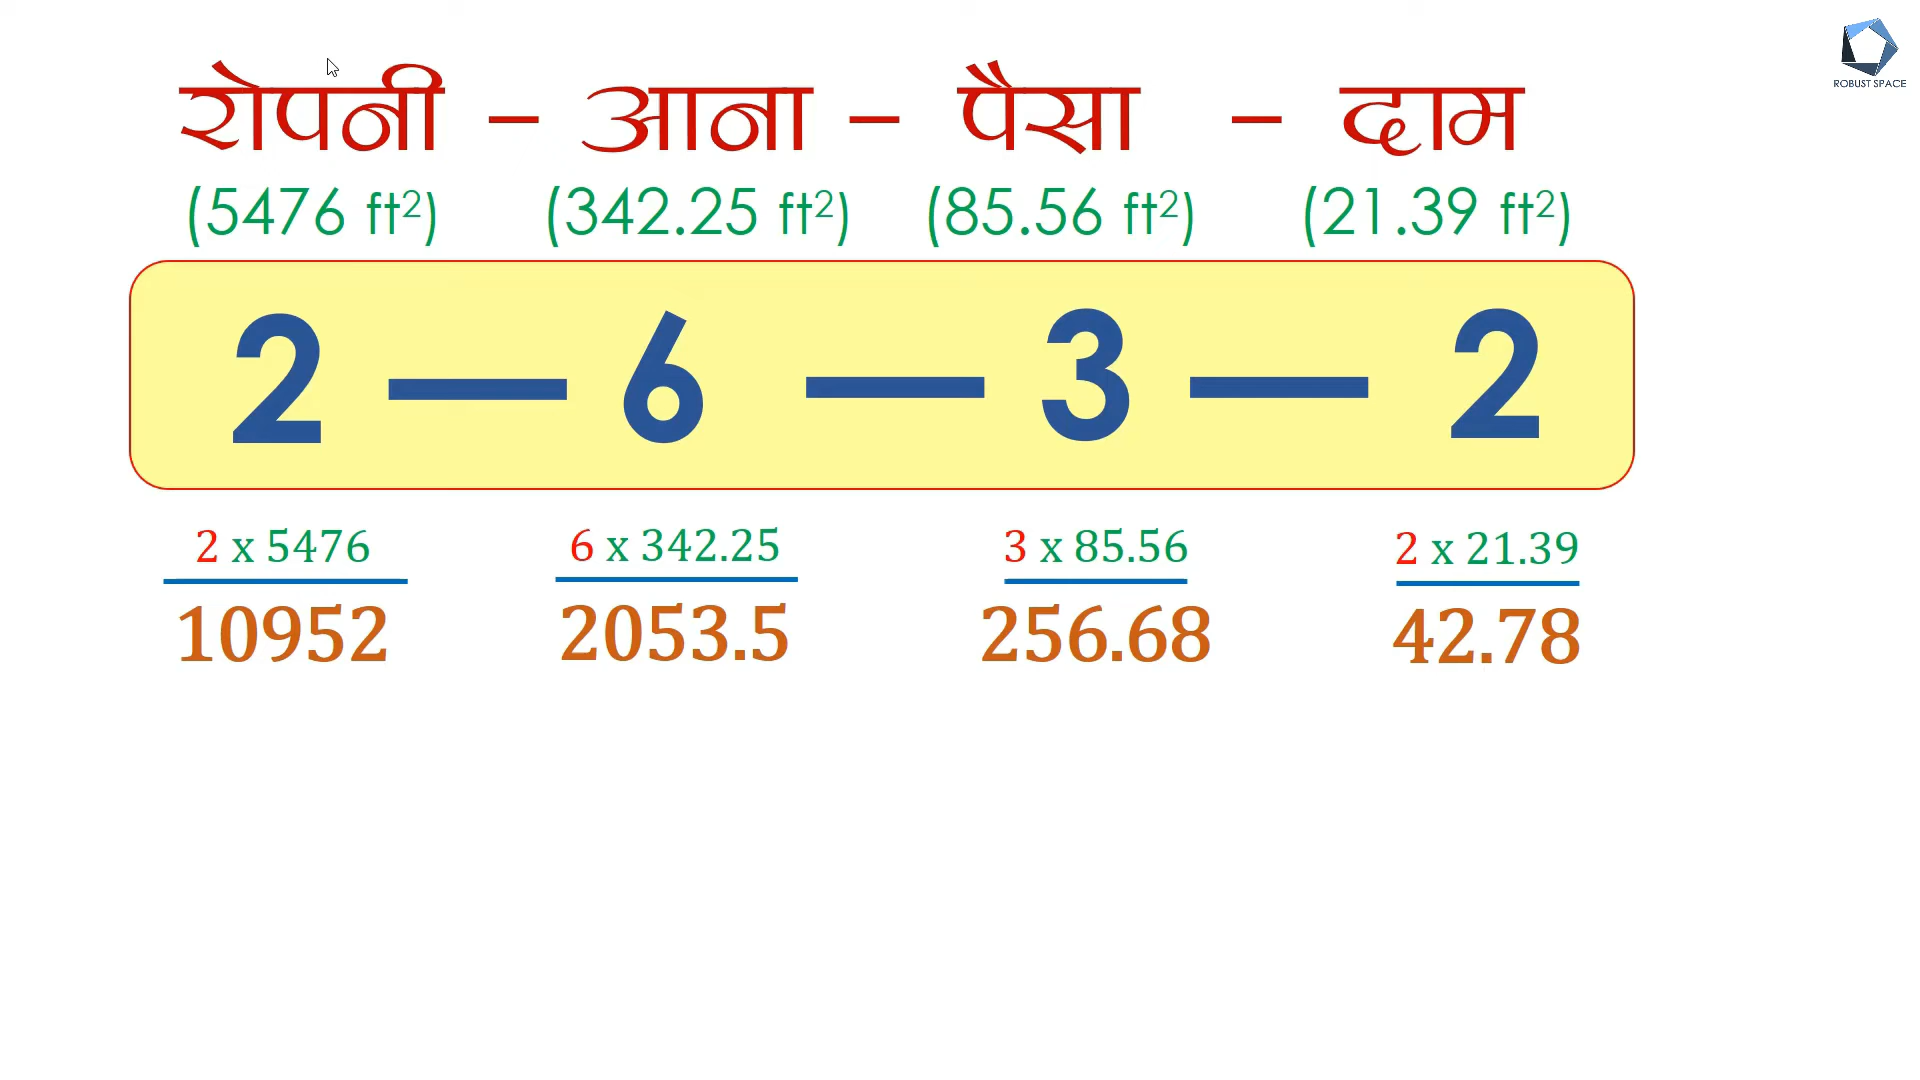 ROBUST SPACE
रोपनी – आना – पैसा – दाम
(5476 ft²) (342.25 ft²) (85.56 ft²) (21.39 ft²)
2 — 6 — 3 — 2
2 x 5476 6 x 342.25 3 x 85.56 2 x 21.39
10952 2053.5 256.68 42.78